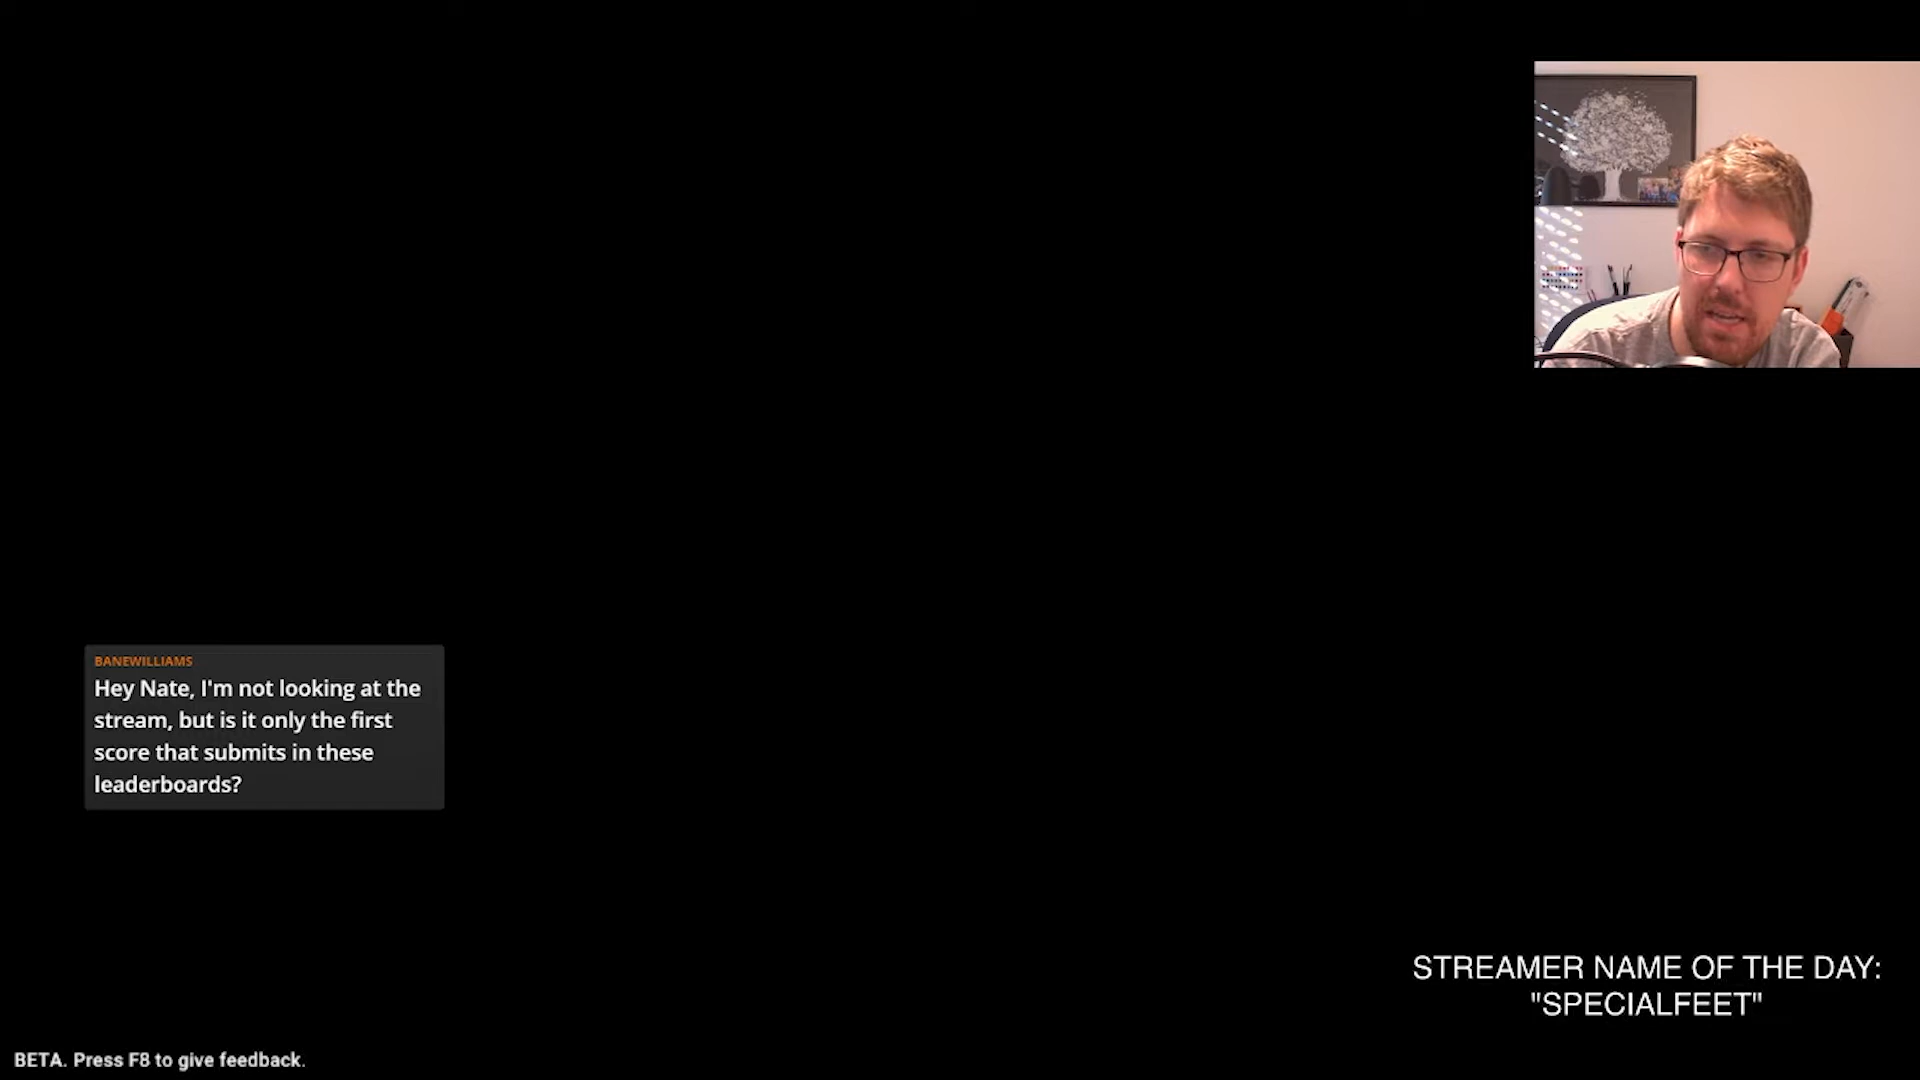 BANEWILLIAMS
Hey Nate, I'm not looking at the
stream, but is it only the first
score that submits in these
leaderboards?
STREAMER NAME OF THE DAY:
"SPECIALFEET"
BETA. Press F8 to give feedback.